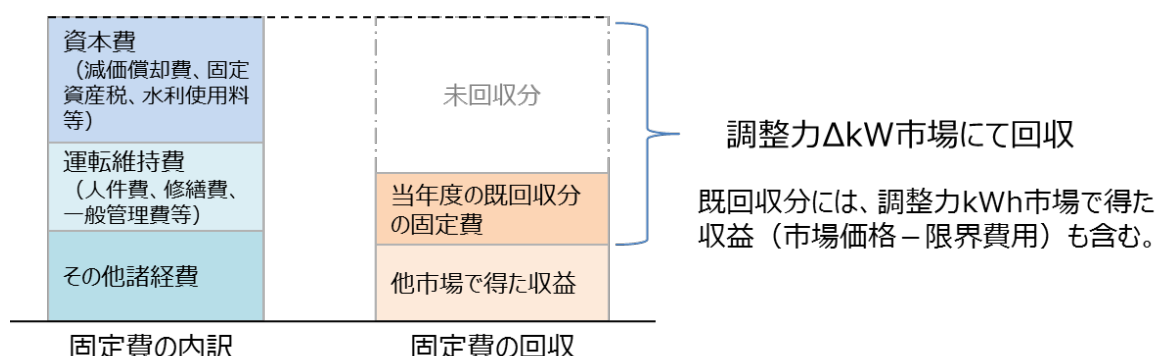 資本費
（減価償却費、固定
資産税、水利使用料
等）
運転維持費
（人件費、修繕費、
一般管理費等）
その他諸経費
固定費の内訳
未回収分
当年度の既回収分
の固定費
他市場で得た収益
固定費の回収
調整力ΔkW市場にて回収
既回収分には、調整力kWh市場で得た
収益（市場価格－限界費用）も含む。